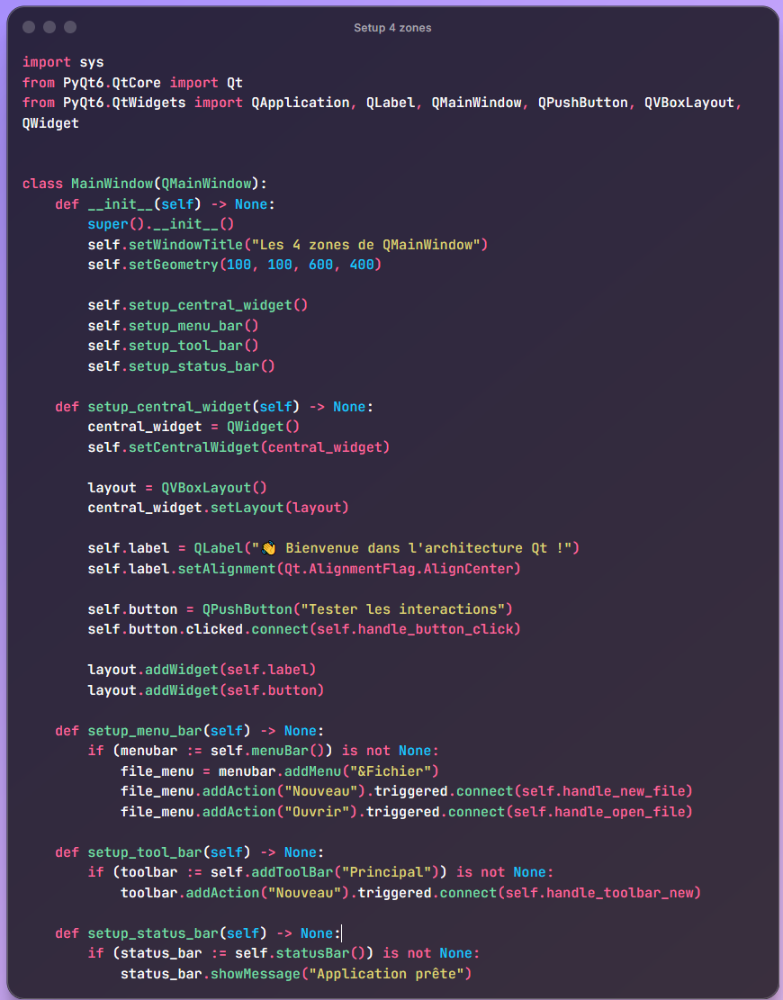 Setup 4 zones
import sys
from PyQt6.QtCore import Qt
from PyQt6.QtWidgets import QApplication, QLabel, QMainWindow, QPushButton, QVBoxLayout,
QWidget
class MainWindow(QMainWindow):
    def __init__(self) -> None:
        super().__init__()
        self.setWindowTitle("Les 4 zones de QMainWindow")
        self.setGeometry(100, 100, 600, 400)
        self.setup_central_widget()
        self.setup_menu_bar()
        self.setup_tool_bar()
        self.setup_status_bar()
    def setup_central_widget(self) -> None:
        central_widget = QWidget()
        self.setCentralWidget(central_widget)
        layout = QVBoxLayout()
        central_widget.setLayout(layout)
        self.label = QLabel("👋 Bienvenue dans l'architecture Qt !")
        self.label.setAlignment(Qt.AlignmentFlag.AlignCenter)
        self.button = QPushButton("Tester les interactions")
        self.button.clicked.connect(self.handle_button_click)
        layout.addWidget(self.label)
        layout.addWidget(self.button)
    def setup_menu_bar(self) -> None:
        if (menubar := self.menuBar()) is not None:
            file_menu = menubar.addMenu("&Fichier")
            file_menu.addAction("Nouveau").triggered.connect(self.handle_new_file)
            file_menu.addAction("Ouvrir").triggered.connect(self.handle_open_file)
    def setup_tool_bar(self) -> None:
        if (toolbar := self.addToolBar("Principal")) is not None:
            toolbar.addAction("Nouveau").triggered.connect(self.handle_toolbar_new)
    def setup_status_bar(self) -> None:
        if (status_bar := self.statusBar()) is not None:
            status_bar.showMessage("Application prête")